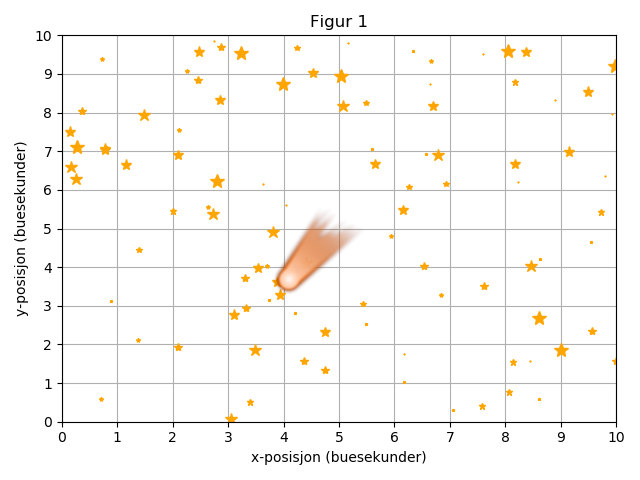 Figur 1
10
9
8
7
6
5
4
3
2
1
0
y-posisjon (buesekunder)
0 1 2 3 4 5 6 7 8 9 10
x-posisjon (buesekunder)